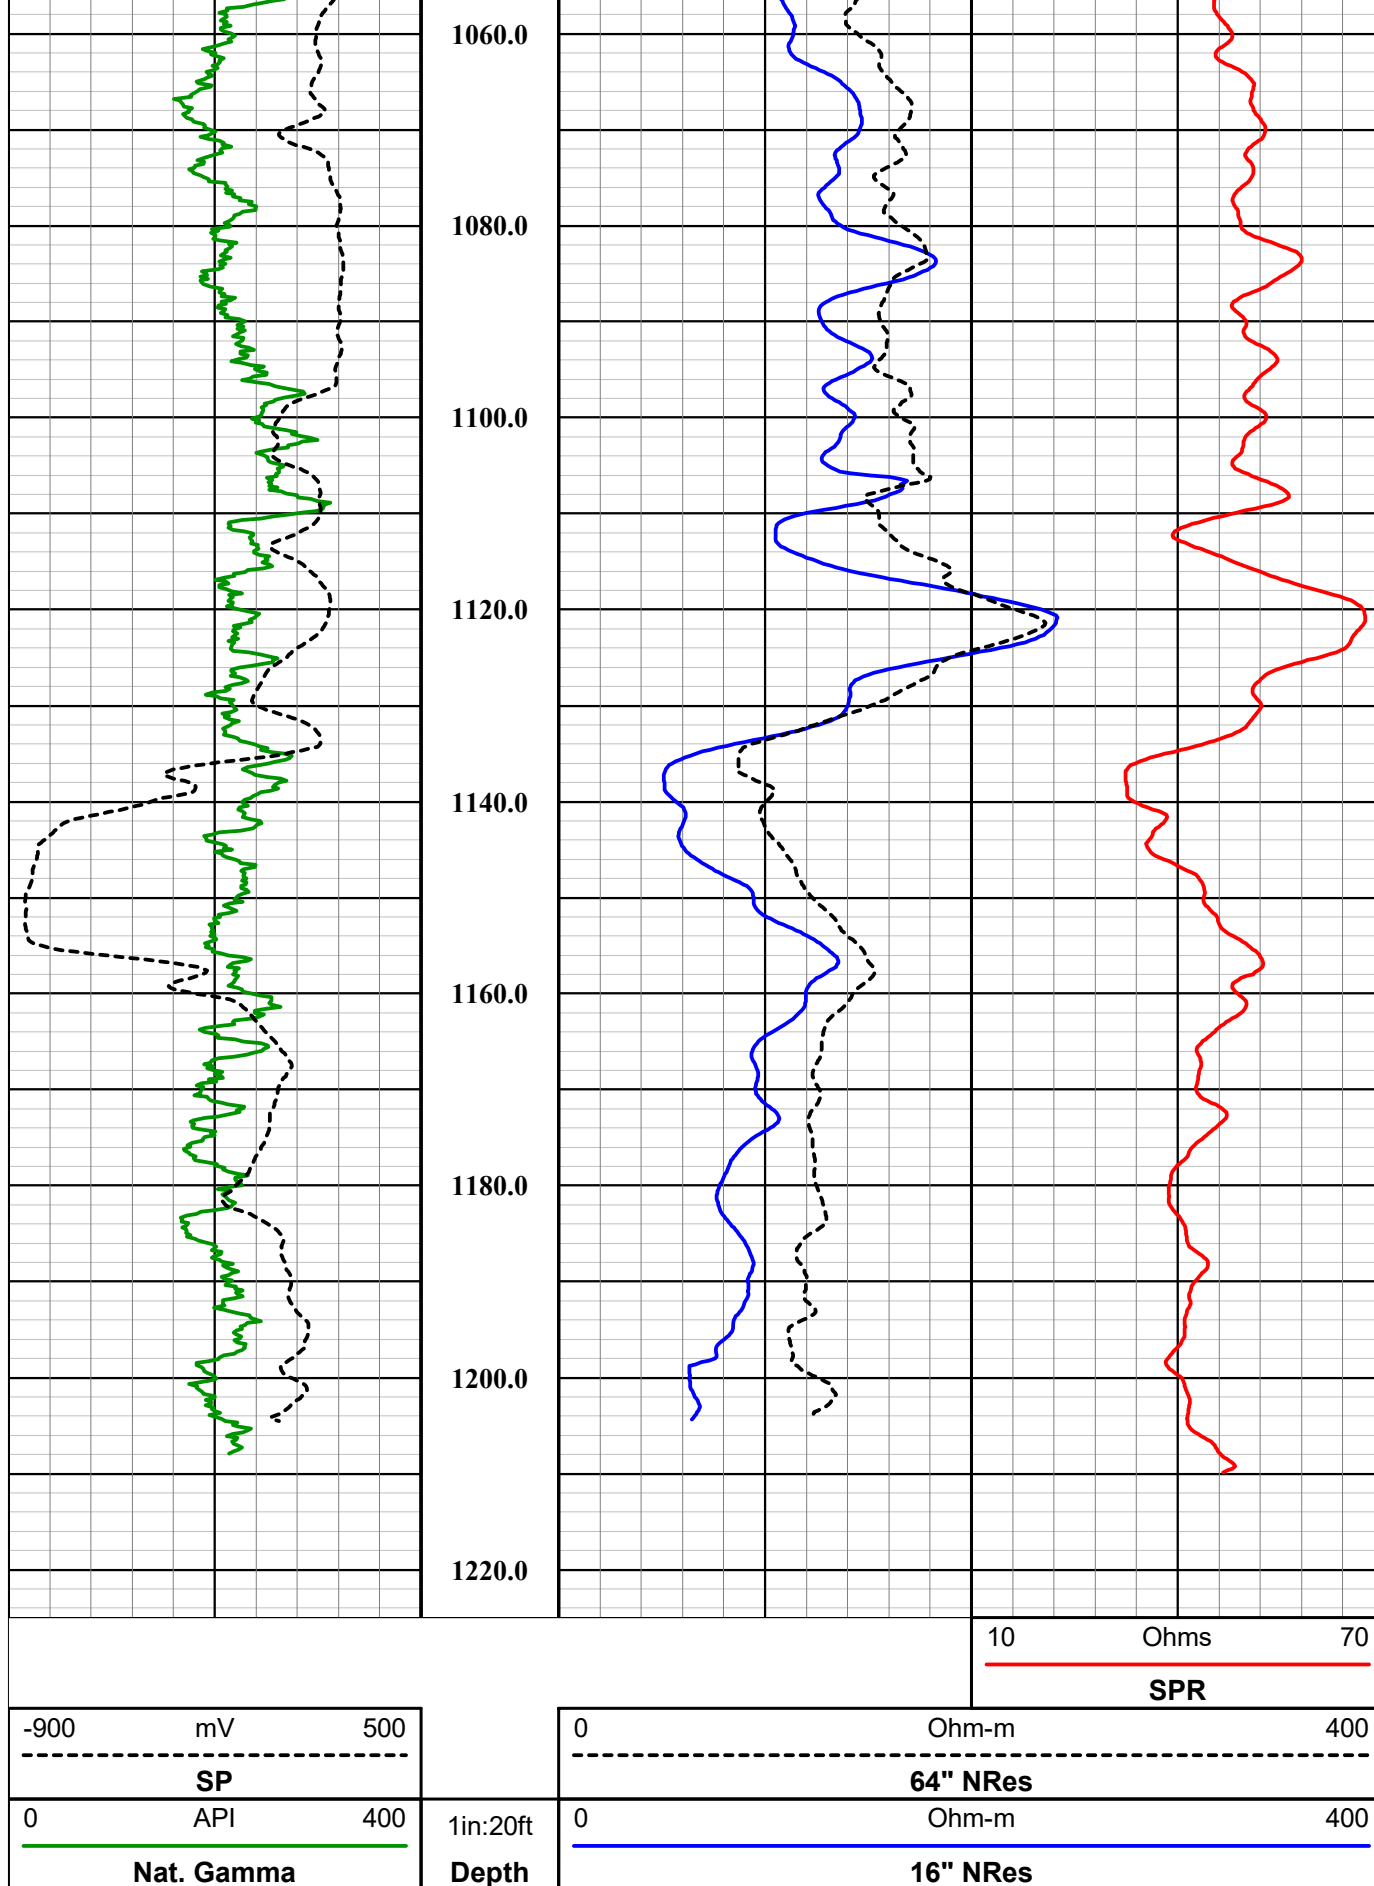 1060.0
1080.0
1100.0
1120.0
1140.0
1160.0
1180.0
1200.0
1220.0
10 Ohms 70
SPR
-900 mV 500
SP
0 Ohm-m 400
64" NRes
0 API 400
Nat. Gamma
1in:20ft
Depth
0 Ohm-m 400
16" NRes